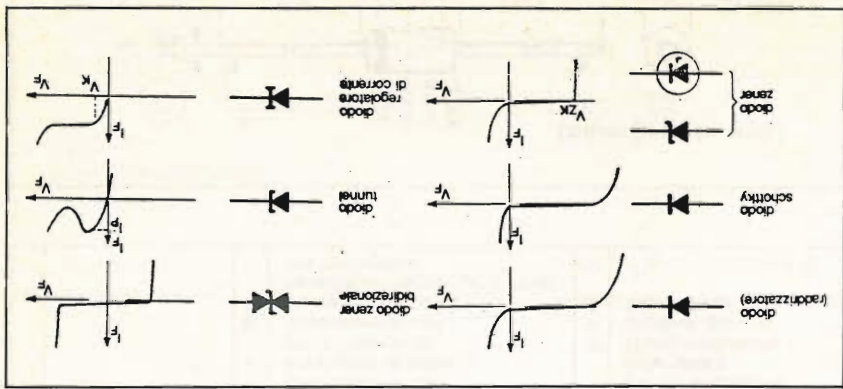 diodo
(raddrizzatore)
I_F
V_F
diodo zener
bidirezionale
I_F
V_F
diodo
schottky
I_F
V_F
diodo
tunnel
I_F
I_P
V_F
diodo
zener
I_F
V_ZK
V_F
diodo
regolatore
di corrente
I_F
V_K
V_F